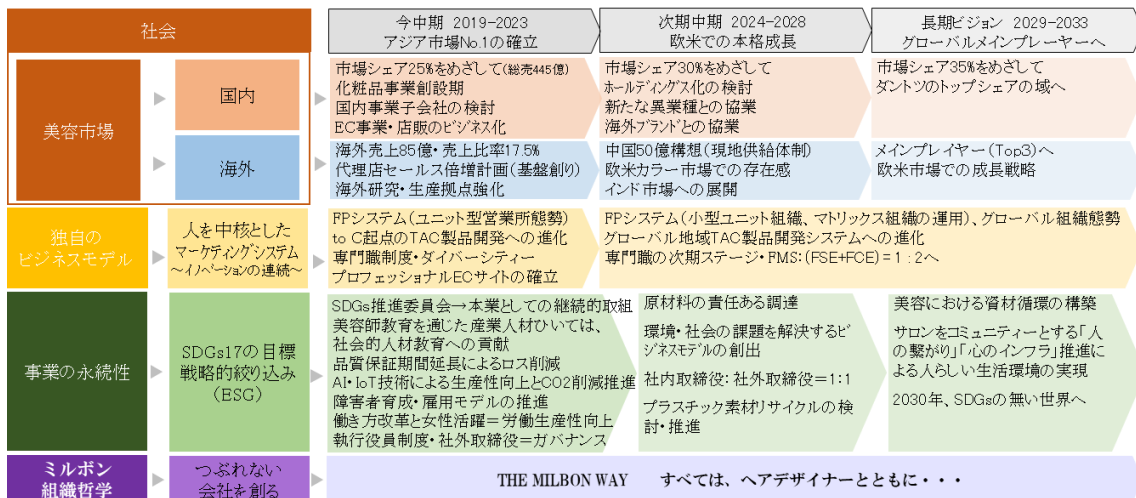 社会
今中期 2019-2023
アジア市場No.1の確立
次期中期 2024-2028
欧米での本格成長
長期ビジョン 2029-2033
グローバルメインプレーヤーへ
美容市場
国内
市場シェア25%をめざして(総売445億)
化粧品事業創設期
国内事業子会社の検討
EC事業・店販のビジネス化
市場シェア30%をめざして
ホールディングス化の検討
新たな異業種との協業
海外ブランドとの協業
市場シェア35%をめざして
ダントツのトップシェアの域へ
海外
海外売上85億・売上比率17.5%
代理店セールス倍増計画(基盤創り)
海外研究・生産拠点強化
中国50億構想(現地供給体制)
欧米カラー市場での存在感
インド市場への展開
メインプレイヤー(Top3)へ
欧米市場での成長戦略
独自の
ビジネスモデル
人を中核とした
マーケティングシステム
~イノベーションの連続~
FPシステム(ユニット型営業所態勢)
to C起点のTAC製品開発への進化
専門職制度・ダイバーシティー
プロフェッショナルECサイトの確立
FPシステム(小型ユニット組織、マトリックス組織の運用)、グローバル組織態勢
グローバル地域TAC製品開発システムへの進化
専門職の次期ステージ・FMS:(FSE+FCE)=1:2へ
事業の永続性
SDGs17の目標
戦略的絞り込み
(ESG)
SDGs推進委員会→本業としての継続的取組
美容師教育を通じた産業人材ひいては、
社会的人材教育への貢献
品質保証期間延長によるロス削減
AI・IoT技術による生産性向上とCO2削減推進
障害者育成・雇用モデルの推進
働き方改革と女性活躍=労働生産性向上
執行役員制度・社外取締役=ガバナンス
原材料の責任ある調達
環境・社会の課題を解決するビ
ジネスモデルの創出
社内取締役:社外取締役=1:1
プラスチック素材リサイクルの検
討・推進
美容における資材循環の構築
サロンをコミュニティーとする「人
の繋がり」「心のインフラ」推進に
よる人らしい生活環境の実現
2030年、SDGsの無い世界へ
ミルボン
組織哲学
つぶれない
会社を創る
THE MILBON WAY すべては、ヘアデザイナーとともに・・・